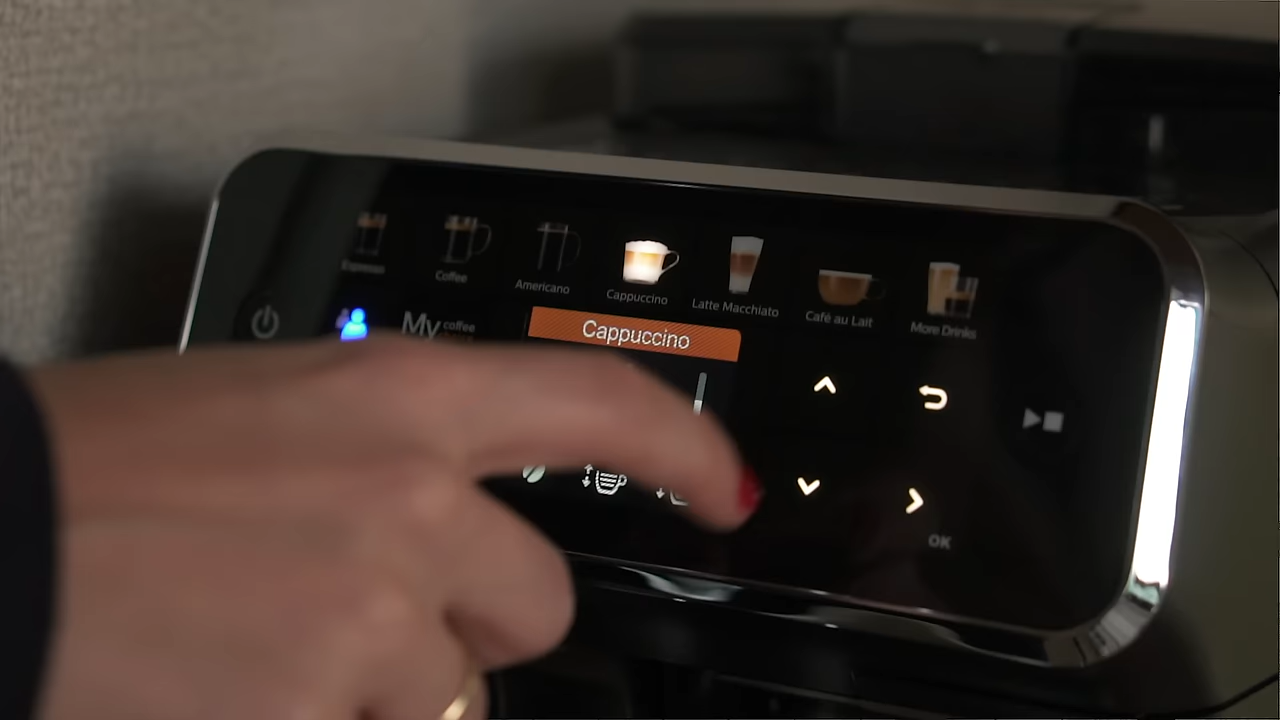 Espresso
Coffee
Americano
Cappuccino
Latte Macchiato
Café au Lait
More Drinks
My coffee
Cappuccino
OK